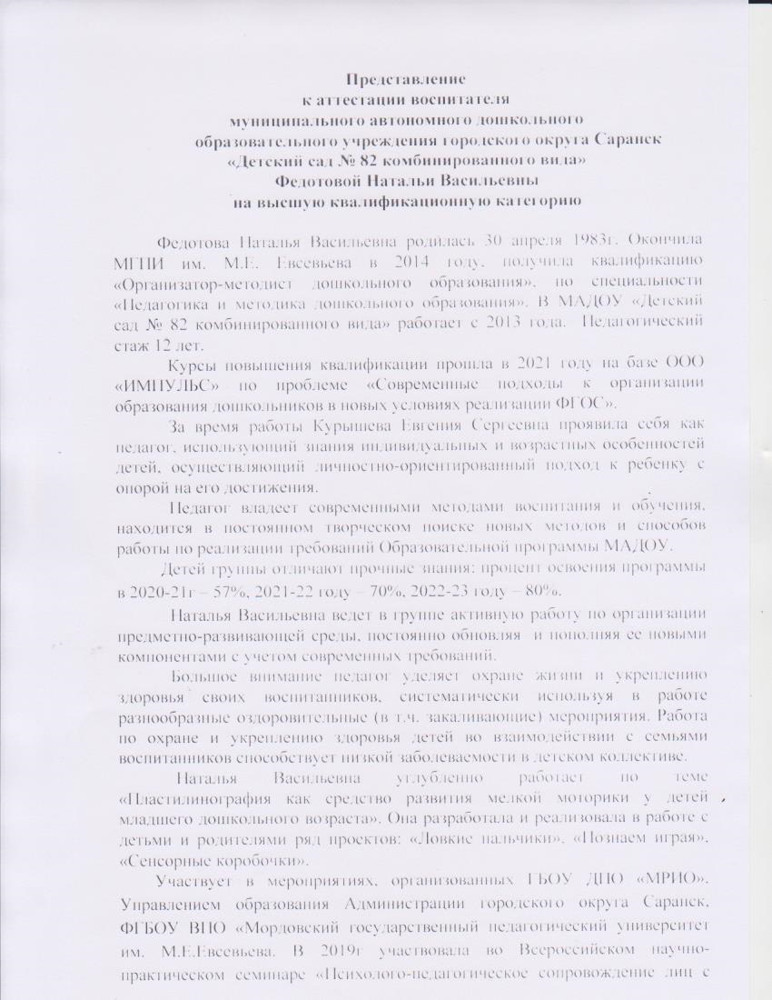 Представление
к аттестации воспитателя
муниципального автономного дошкольного
образовательного учреждения городского округа Саранск
«Детский сад № 82 комбинированного вида»
Федотовой Натальи Васильевны
на высшую квалификационную категорию
Федотова Наталья Васильевна родилась 30 апреля 1983г. Окончила
МГПИ им. М.Е. Евсевьева в 2014 году, получила квалификацию
«Организатор-методист дошкольного образования», по специальности
«Педагогика и методика дошкольного образования». В МАДОУ «Детский
сад № 82 комбинированного вида» работает с 2013 года. Педагогический
стаж 12 лет.
Курсы повышения квалификации прошла в 2021 году на базе ООО
«ИМПУЛЬС» по проблеме «Современные подходы к организации
образования дошкольников в новых условиях реализации ФГОС».
За время работы Курышева Евгения Сергеевна проявила себя как
педагог, использующий знания индивидуальных и возрастных особенностей
детей, осуществляющий личностно-ориентированный подход к ребенку с
опорой на его достижения.
Педагог владеет современными методами воспитания и обучения,
находится в постоянном творческом поиске новых методов и способов
работы по реализации требований Образовательной программы МАДОУ.
Детей группы отличают прочные знания: процент освоения программы
в 2020-21г – 57%, 2021-22 году – 70%, 2022-23 году – 80%.
Наталья Васильевна ведет в группе активную работу по организации
предметно-развивающей среды, постоянно обновляя и пополняя ее новыми
компонентами с учетом современных требований.
Большое внимание педагог уделяет охране жизни и укреплению
здоровья своих воспитанников, систематически используя в работе
разнообразные оздоровительные (в т.ч. закаливающие) мероприятия. Работа
по охране и укреплению здоровья детей во взаимодействии с семьями
воспитанников способствует низкой заболеваемости в детском коллективе.
Наталья Васильевна углубленно работает по теме
«Пластилинография как средство развития мелкой моторики у детей
младшего дошкольного возраста». Она разработала и реализовала в работе с
детьми и родителями ряд проектов: «Ловкие пальчики», «Познаем играя»,
«Сенсорные коробочки».
Участвует в мероприятиях, организованных ГБОУ ДПО «МРИО»,
Управлением образования Администрации городского округа Саранск,
ФГБОУ ВПО «Мордовский государственный педагогический университет
им. М.Е.Евсевьева. В 2019г участвовала во Всероссийском научно-
практическом семинаре «Психолого-педагогическое сопровождение лиц с